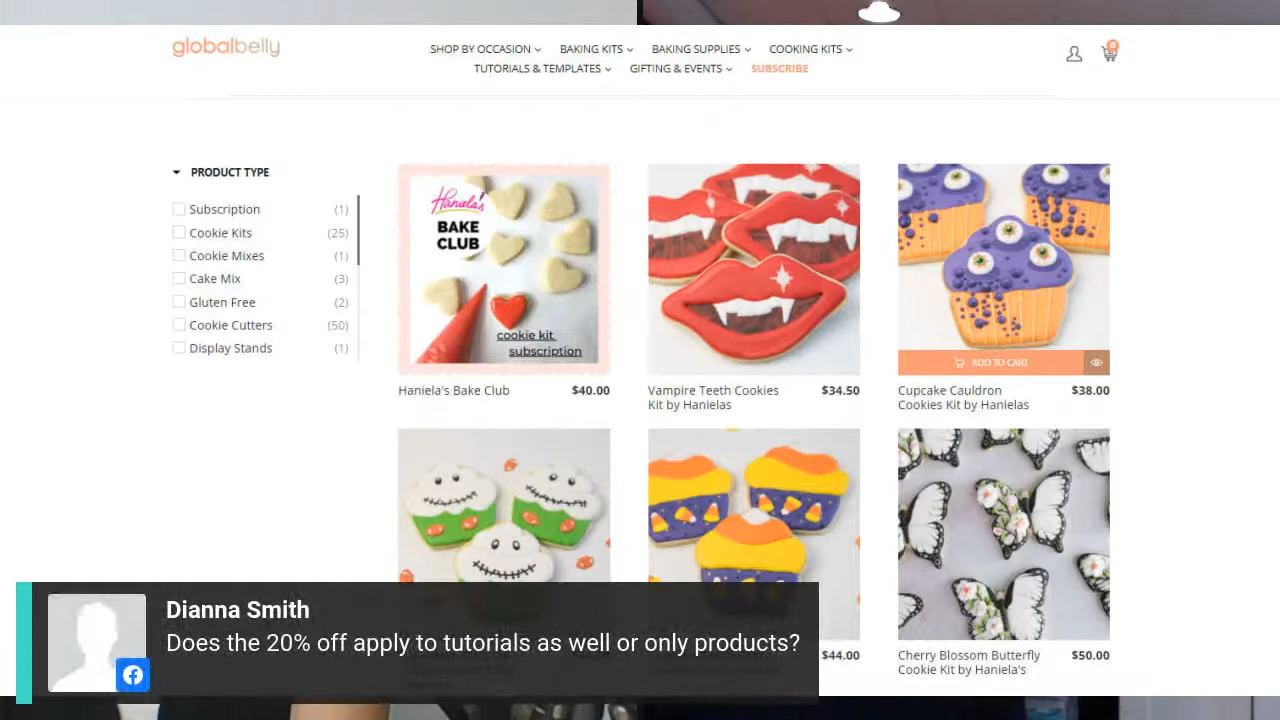 globalbelly
SHOP BY OCCASION BAKING KITS BAKING SUPPLIES COOKING KITS
TUTORIALS & TEMPLATES GIFTING & EVENTS SUBSCRIBE
0
PRODUCT TYPE
Subscription (1)
Cookie Kits (25)
Cookie Mixes (1)
Cake Mix (3)
Gluten Free (2)
Cookie Cutters (50)
Display Stands (1)
Haniela's
BAKE
CLUB
cookie kit
subscription
ADD TO CART
Haniela's Bake Club $40.00
Vampire Teeth Cookies $34.50
Kit by Hanielas
Cupcake Cauldron $38.00
Cookies Kit by Hanielas
$44.00
Cherry Blossom Butterfly $50.00
Cookie Kit by Haniela's
Dianna Smith
Does the 20% off apply to tutorials as well or only products?